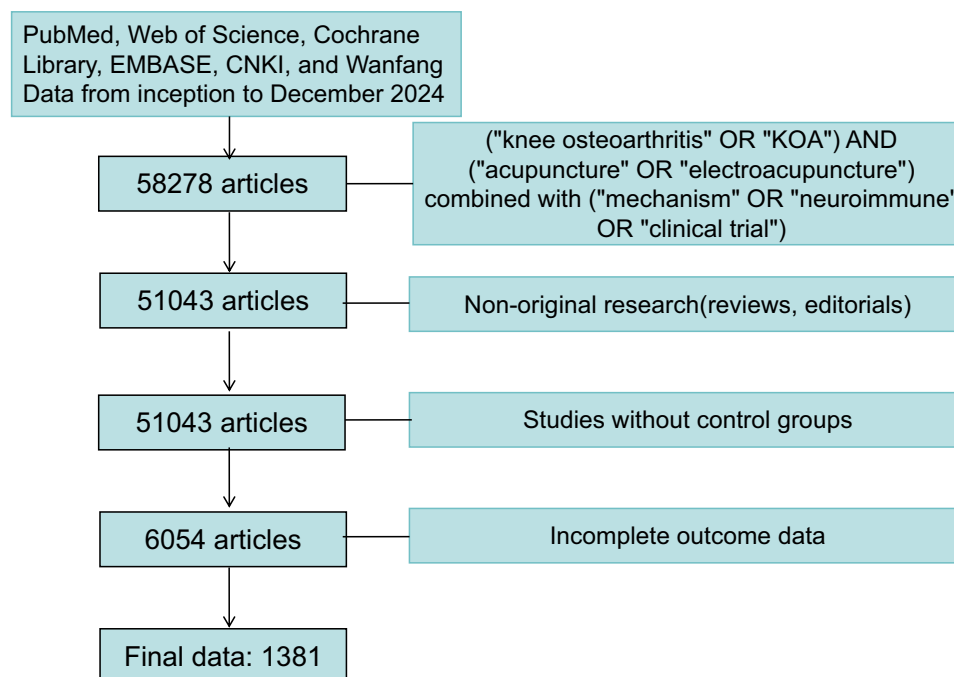 PubMed, Web of Science, Cochrane
Library, EMBASE, CNKI, and Wanfang
Data from inception to December 2024
58278 articles
("knee osteoarthritis" OR "KOA") AND
("acupuncture" OR "electroacupuncture")
combined with ("mechanism" OR "neuroimmune"
OR "clinical trial")
51043 articles
Non-original research(reviews, editorials)
51043 articles
Studies without control groups
6054 articles
Incomplete outcome data
Final data: 1381